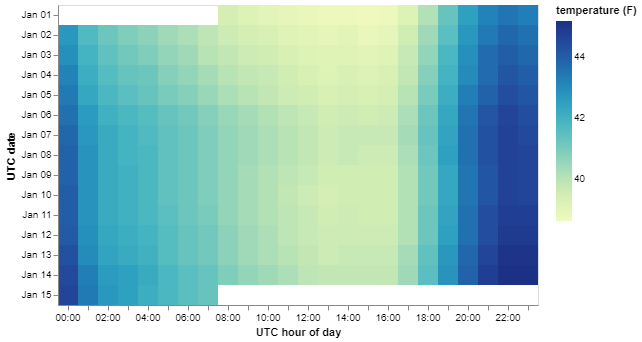 temperature (F)
44
42
40
UTC date
Jan 01
Jan 02
Jan 03
Jan 04
Jan 05
Jan 06
Jan 07
Jan 08
Jan 09
Jan 10
Jan 11
Jan 12
Jan 13
Jan 14
Jan 15
00:00 02:00 04:00 06:00 08:00 10:00 12:00 14:00 16:00 18:00 20:00 22:00
UTC hour of day